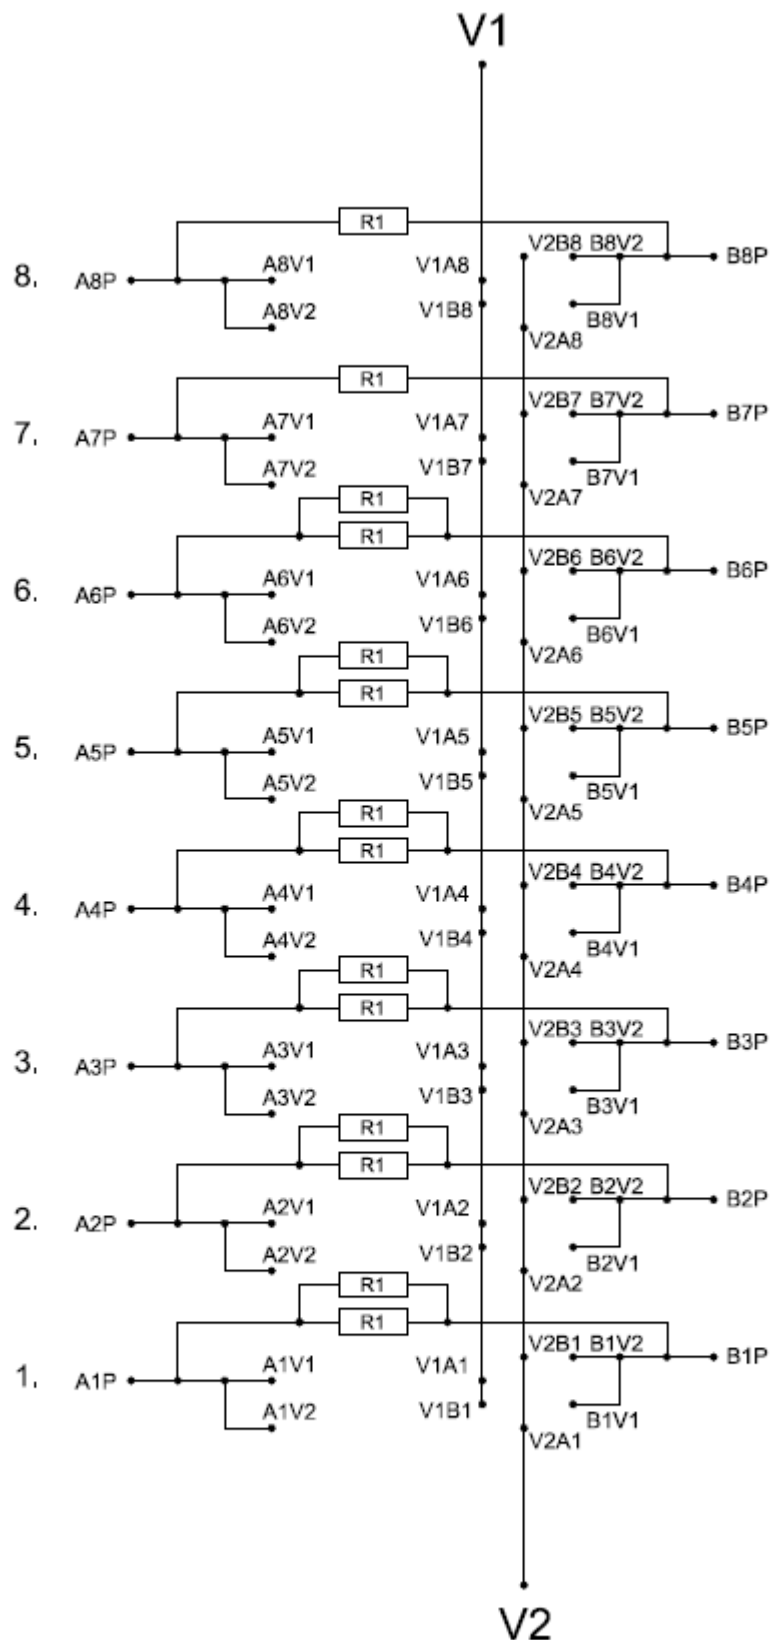 V1
R1
8. A8P A8V1 V1A8 V2B8 B8V2 B8P
A8V2 V1B8 B8V1
V2A8
R1
7. A7P A7V1 V1A7 V2B7 B7V2 B7P
A7V2 V1B7 B7V1
V2A7
R1
R1
6. A6P A6V1 V1A6 V2B6 B6V2 B6P
A6V2 V1B6 B6V1
V2A6
R1
R1
5. A5P A5V1 V1A5 V2B5 B5V2 B5P
A5V2 V1B5 B5V1
V2A5
R1
R1
4. A4P A4V1 V1A4 V2B4 B4V2 B4P
A4V2 V1B4 B4V1
V2A4
R1
R1
3. A3P A3V1 V1A3 V2B3 B3V2 B3P
A3V2 V1B3 B3V1
V2A3
R1
R1
2. A2P A2V1 V1A2 V2B2 B2V2 B2P
A2V2 V1B2 B2V1
V2A2
R1
R1
1. A1P A1V1 V1A1 V2B1 B1V2 B1P
A1V2 V1B1 B1V1
V2A1
V2